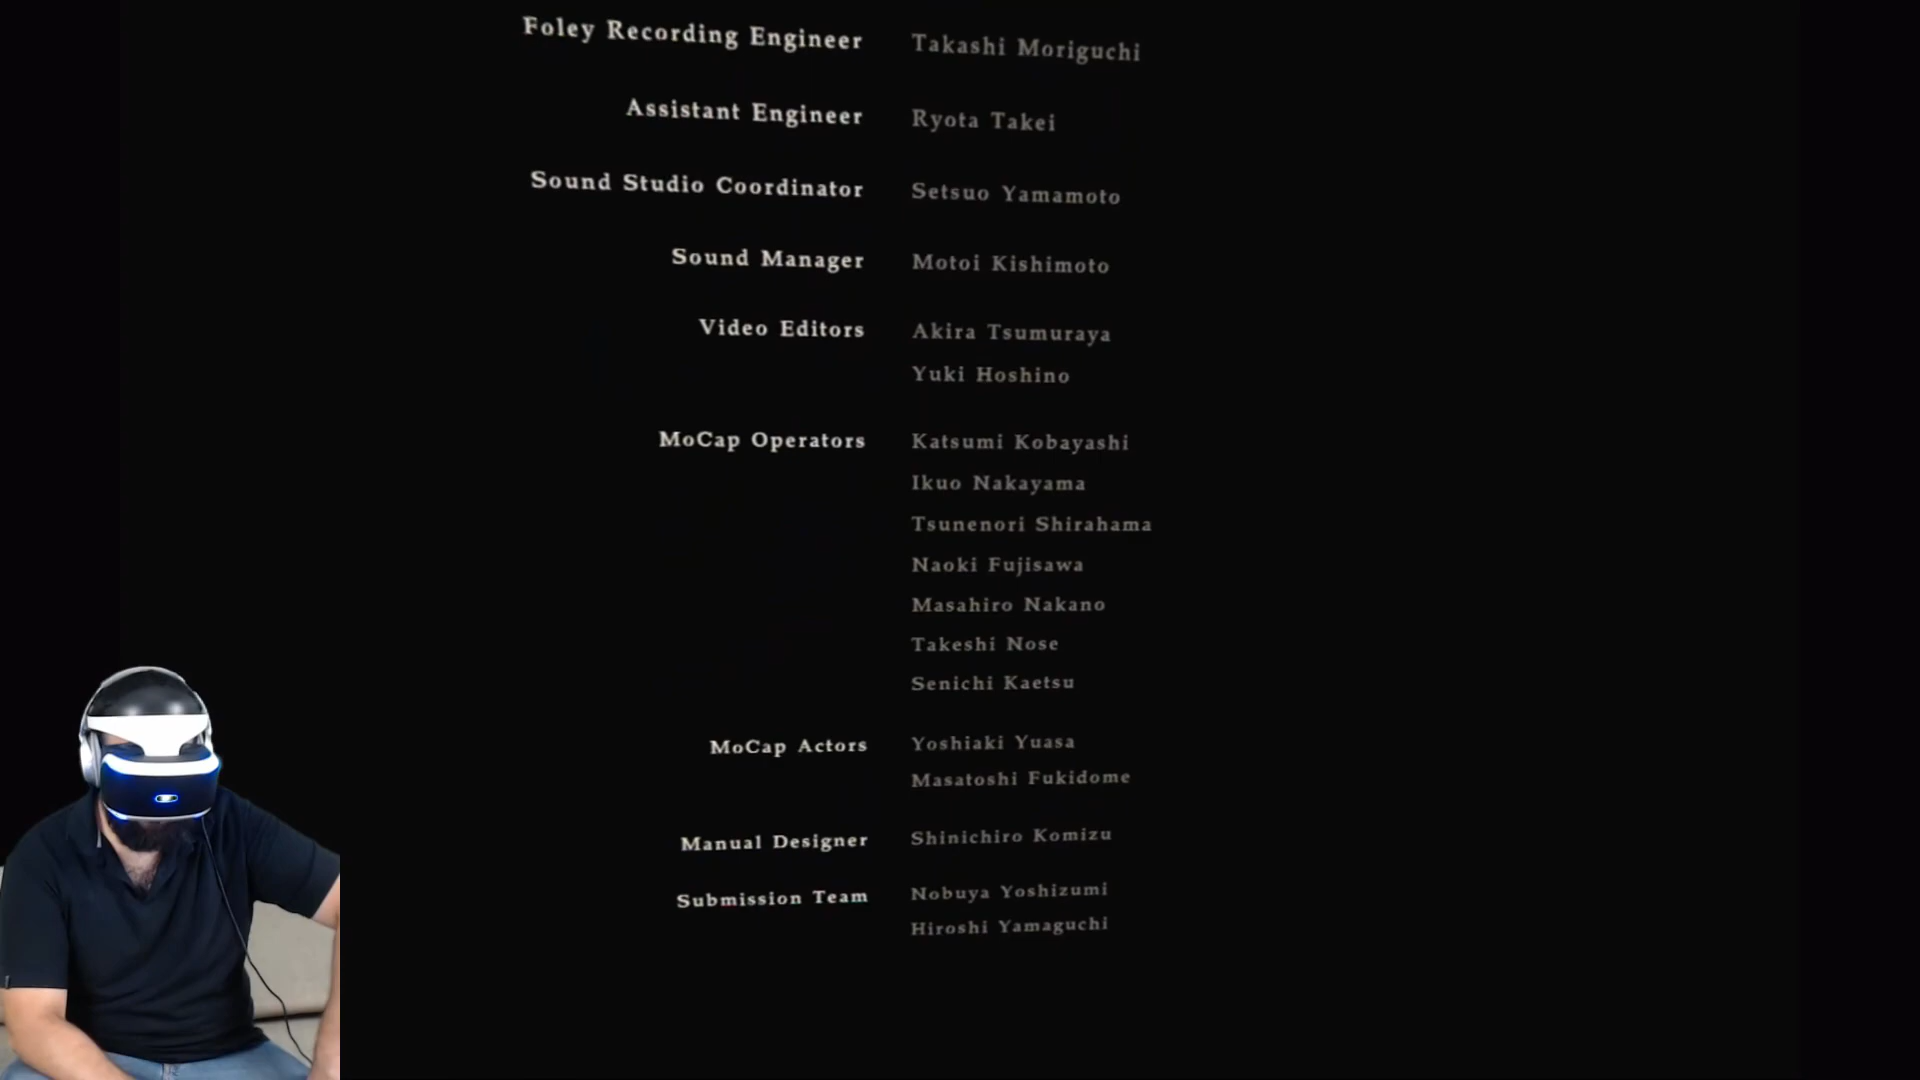 Foley Recording Engineer Takashi Moriguchi
Assistant Engineer Ryota Takei
Sound Studio Coordinator Setsuo Yamamoto
Sound Manager Motoi Kishimoto
Video Editors Akira Tsumuraya
Yuki Hoshino
MoCap Operators Katsumi Kobayashi
Ikuo Nakayama
Tsunenori Shirahama
Naoki Fujisawa
Masahiro Nakano
Takeshi Nose
Senichi Kaetsu
MoCap Actors Yoshiaki Yuasa
Masatoshi Fukidome
Manual Designer Shinichiro Komizu
Submission Team Nobuya Yoshizumi
Hiroshi Yamaguchi